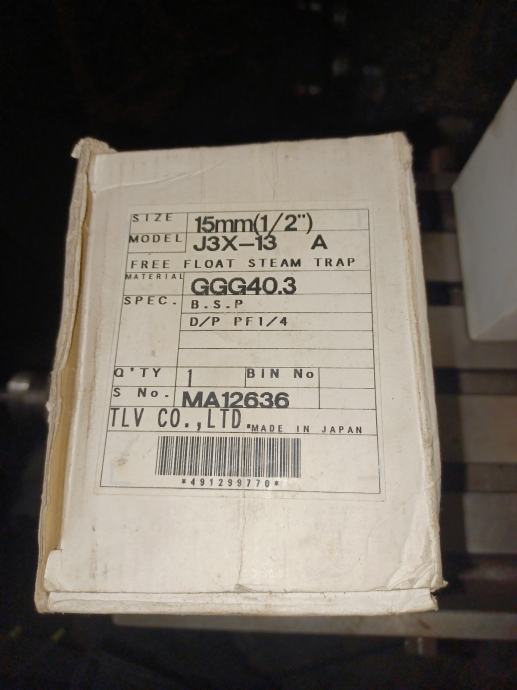 SIZE 15mm(1/2")
MODEL J3X-13 A
FREE FLOAT STEAM TRAP
MATERIAL GGG40.3
SPEC. B.S.P
D/P PF1/4
Q'TY 1 BIN No
S No. MA12636
TLV CO.,LTD. MADE IN JAPAN
*491299770*